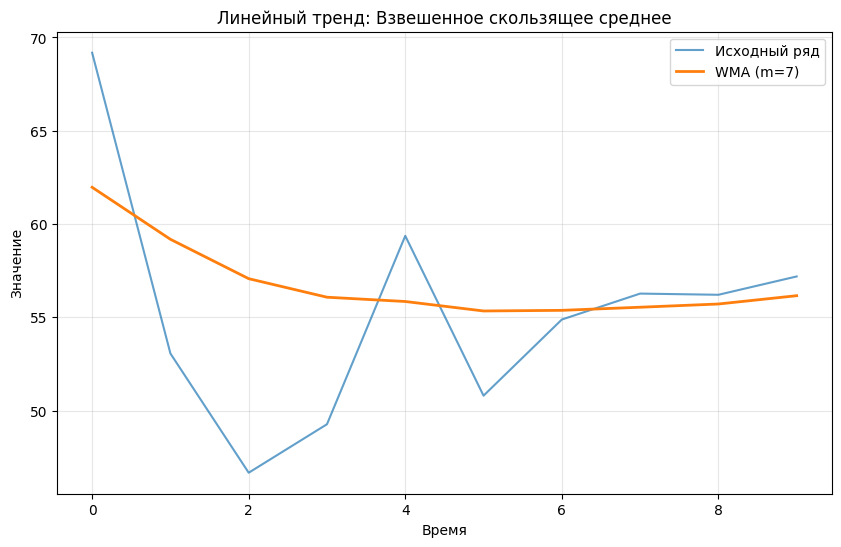 Линейный тренд: Взвешенное скользящее среднее
Исходный ряд
WMA (m=7)
Значение
70
65
60
55
50
0 2 4 6 8
Время